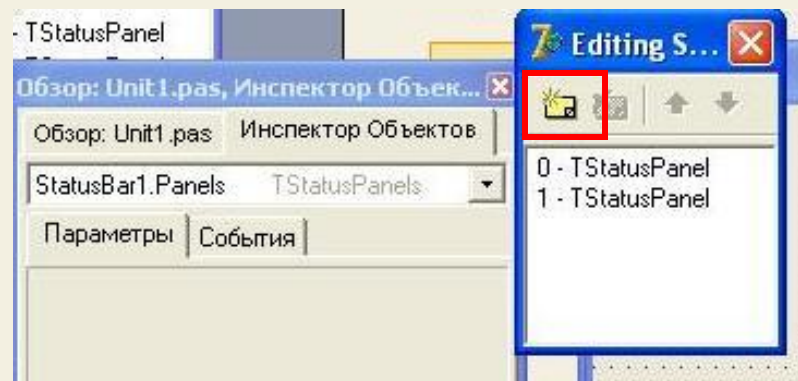 - TStatusPanel
Обзор: Unit1.pas, Инспектор Объек...
Обзор: Unit1.pas Инспектор Объектов
StatusBar1.Panels TStatusPanels
Параметры События
7 Editing S...
0 - TStatusPanel
1 - TStatusPanel